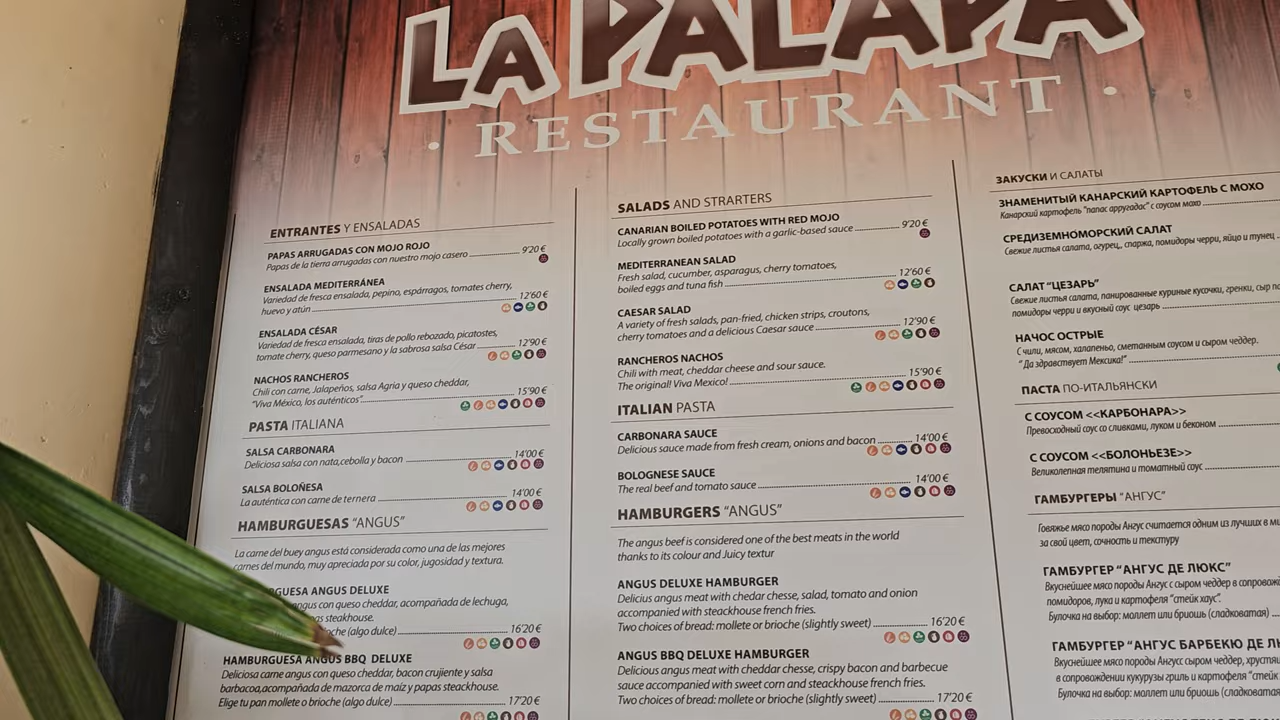 LA PALAPA
• RESTAURANT •
ENTRANTES Y ENSALADAS
PAPAS ARRUGADAS CON MOJO ROJO
Papas de la tierra arrugadas con nuestro mojo casero 9'20 €
ENSALADA MEDITERRÁNEA
Variedad de fresca ensalada, pepino, espárragos, tomates cherry,
huevo y atún 12'60 €
ENSALADA CÉSAR
Variedad de fresca ensalada, tiras de pollo rebozado, picatostes,
tomate cherry, queso parmesano y la sabrosa salsa César 12'90 €
NACHOS RANCHEROS
Chili con carne, Jalapeños, salsa Agria y queso cheddar,
"Viva México, los auténticos" 15'90 €
PASTA ITALIANA
SALSA CARBONARA
Deliciosa salsa con nata,cebolla y bacon 14'00 €
SALSA BOLOÑESA
La auténtica con carne de ternera 14'00 €
HAMBURGUESAS "ANGUS"
La carne del buey angus está considerada como una de las mejores
carnes del mundo, muy apreciada por su color, jugosidad y textura.
ANGUS DELUXE
angus con queso cheddar, acompañada de lechuga,
steakhouse.
(algo dulce) 16'20 €
HAMBURGUESA ANGUS BBQ DELUXE
Deliciosa carne angus con queso cheddar, bacon crujiente y salsa
barbacoa,acompañada de mazorca de maíz y papas steackhouse.
Elige tu pan mollete o brioche (algo dulce) 17'20 €
SALADS AND STRARTERS
CANARIAN BOILED POTATOES WITH RED MOJO
Locally grown boiled potatoes with a garlic-based sauce 9'20 €
MEDITERRANEAN SALAD
Fresh salad, cucumber, asparagus, cherry tomatoes,
boiled eggs and tuna fish 12'60 €
CAESAR SALAD
A variety of fresh salads, pan-fried, chicken strips, croutons,
cherry tomatoes and a delicious Caesar sauce 12'90 €
RANCHEROS NACHOS
Chili with meat, cheddar cheese and sour sauce.
The original! Viva Mexico! 15'90 €
ITALIAN PASTA
CARBONARA SAUCE
Delicious sauce made from fresh cream, onions and bacon 14'00 €
BOLOGNESE SAUCE
The real beef and tomato sauce 14'00 €
HAMBURGERS "ANGUS"
The angus beef is considered one of the best meats in the world
thanks to its colour and Juicy textur
ANGUS DELUXE HAMBURGER
Delicius angus meat with chedar chesse, salad, tomato and onion
accompanied with steackhouse french fries.
Two choices of bread: mollete or brioche (slightly sweet) 16'20 €
ANGUS BBQ DELUXE HAMBURGER
Delicious angus meat with cheddar chesse, crispy bacon and barbecue
sauce accompanied with sweet corn and steackhouse french fries.
Two choices of bread: mollete or brioche (slightly sweet) 17'20 €
ЗАКУСКИ И САЛАТЫ
ЗНАМЕНИТЫЙ КАНАРСКИЙ КАРТОФЕЛЬ С МОХО
Канарский картофель "папас арругадас" с соусом мохо
СРЕДИЗЕМНОМОРСКИЙ САЛАТ
Свежие листья салата, огурец, спаржа, помидоры черри, яйцо и тунец
САЛАТ "ЦЕЗАРЬ"
Свежие листья салата, панированные куриные кусочки, гренки, сыр
помидоры черри и вкусный соус цезарь
НАЧОС ОСТРЫЕ
С чили, мясом, халапеньо, сметанным соусом и сыром чеддер.
"Да здравствует Мексика!"
ПАСТА ПО-ИТАЛЬЯНСКИ
С СОУСОМ <<КАРБОНАРА>>
Превосходный соус со сливками, луком и беконом
С СОУСОМ <<БОЛОНЬЕЗЕ>>
Великолепная телятина и томатный соус
ГАМБУРГЕРЫ "АНГУС"
Говяжье мясо породы Ангус считается одним из лучших в
за свой цвет, сочность и текстуру
ГАМБУРГЕР "АНГУС ДЕ ЛЮКС"
Вкуснейшее мясо породы Ангус с сыром чеддер в
помидоров, лука и картофеля "стейк хаус".
Булочка на выбор: моллет или бриошь (сладковатая)
ГАМБУРГЕР "АНГУС БАРБЕКЮ ДЕ
Вкуснейшее мясо породы Ангусс сыром чеддер,
в сопровождении кукурузы гриль и картофеля "стейк
Булочка на выбор: моллет или бриошь (сладковатая